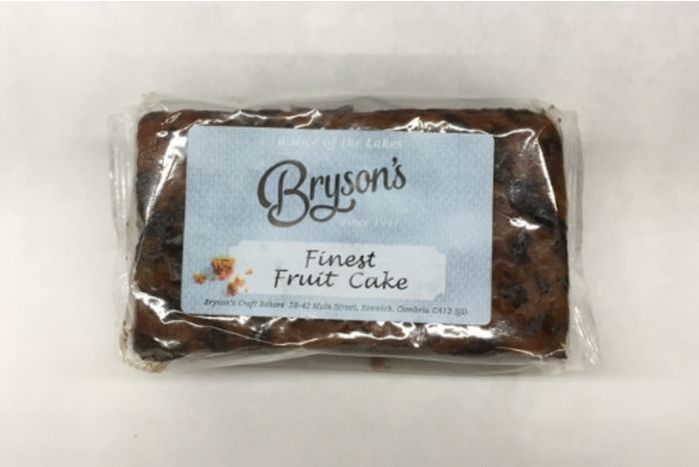 a slice of the Lakes
Bryson's
since 1947
Finest
Fruit Cake
Bryson's Craft Bakers 38-42 Main Street, Keswick, Cumbria CA12 5JD